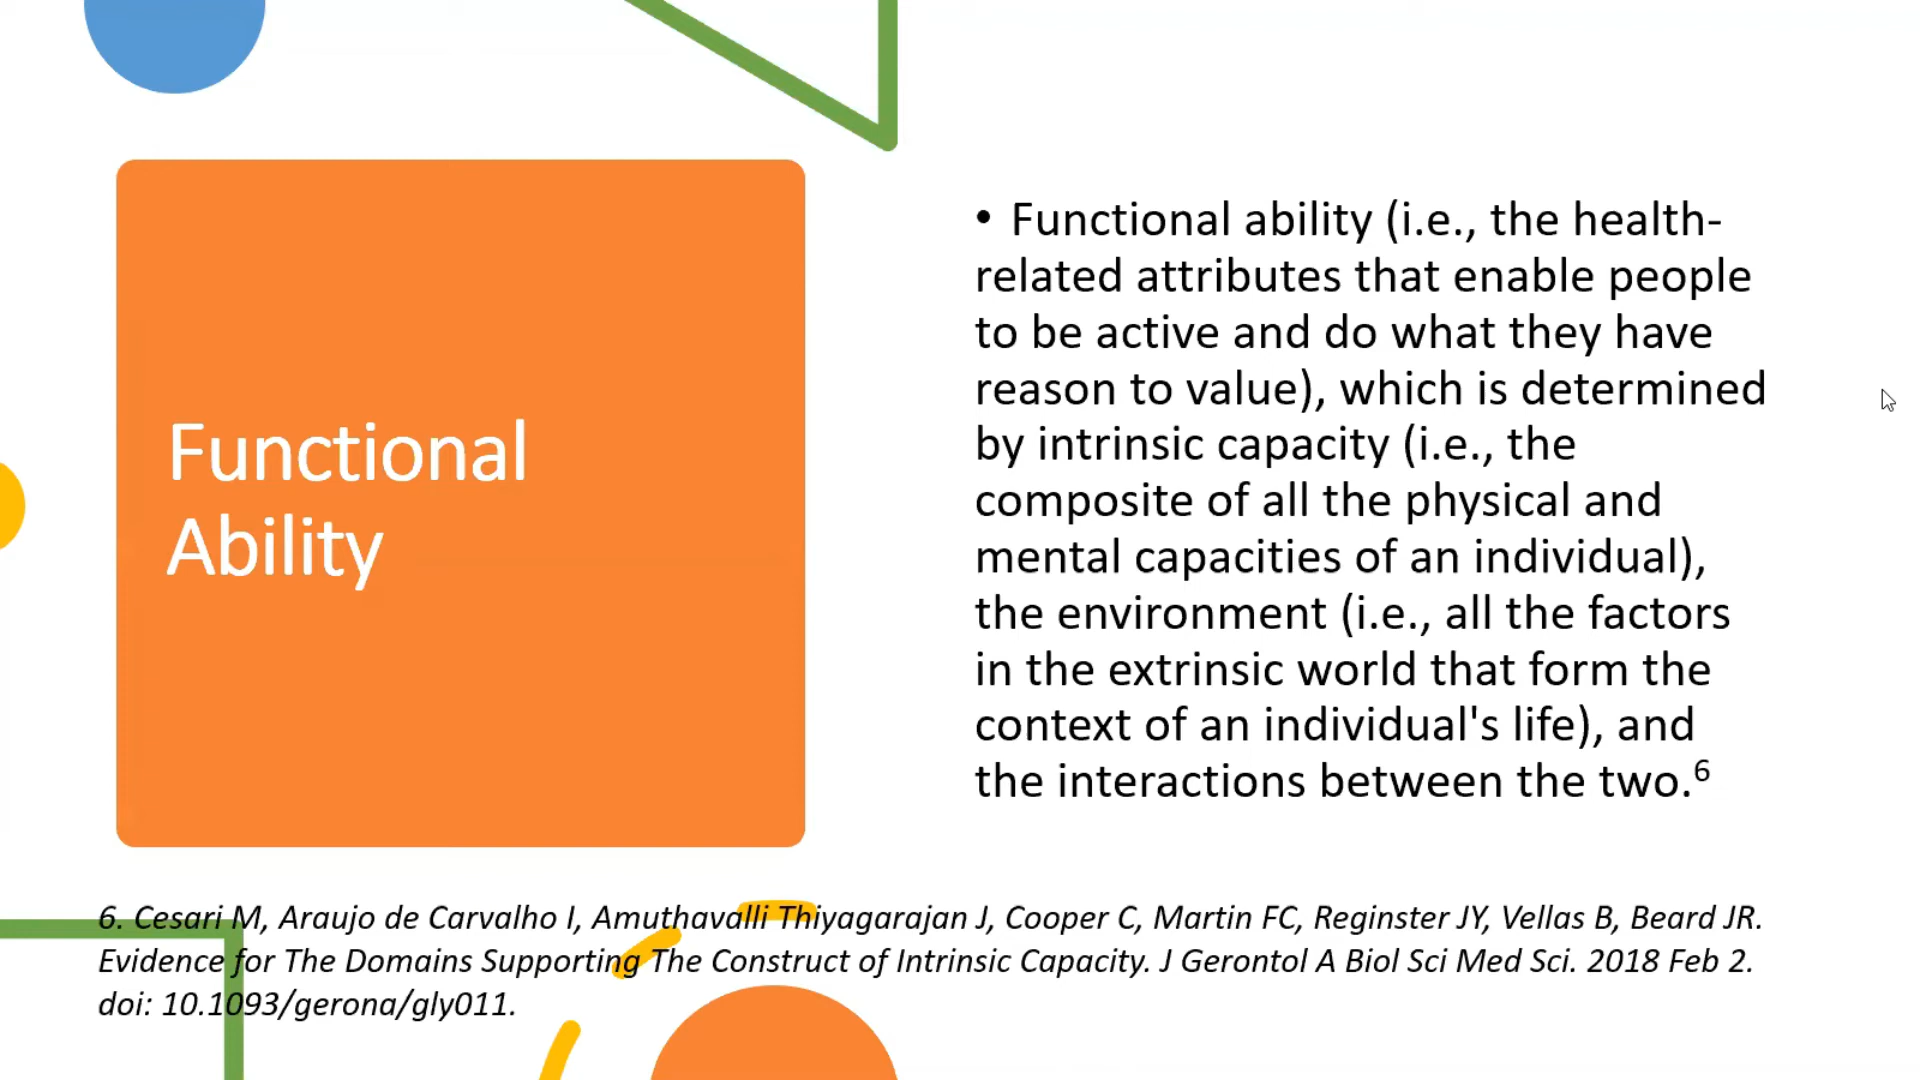 Functional
Ability
• Functional ability (i.e., the health-
related attributes that enable people
to be active and do what they have
reason to value), which is determined
by intrinsic capacity (i.e., the
composite of all the physical and
mental capacities of an individual),
the environment (i.e., all the factors
in the extrinsic world that form the
context of an individual's life), and
the interactions between the two.⁶
6. Cesari M, Araujo de Carvalho I, Amuthavalli Thiyagarajan J, Cooper C, Martin FC, Reginster JY, Vellas B, Beard JR.
Evidence for The Domains Supporting The Construct of Intrinsic Capacity. J Gerontol A Biol Sci Med Sci. 2018 Feb 2.
doi: 10.1093/gerona/gly011.